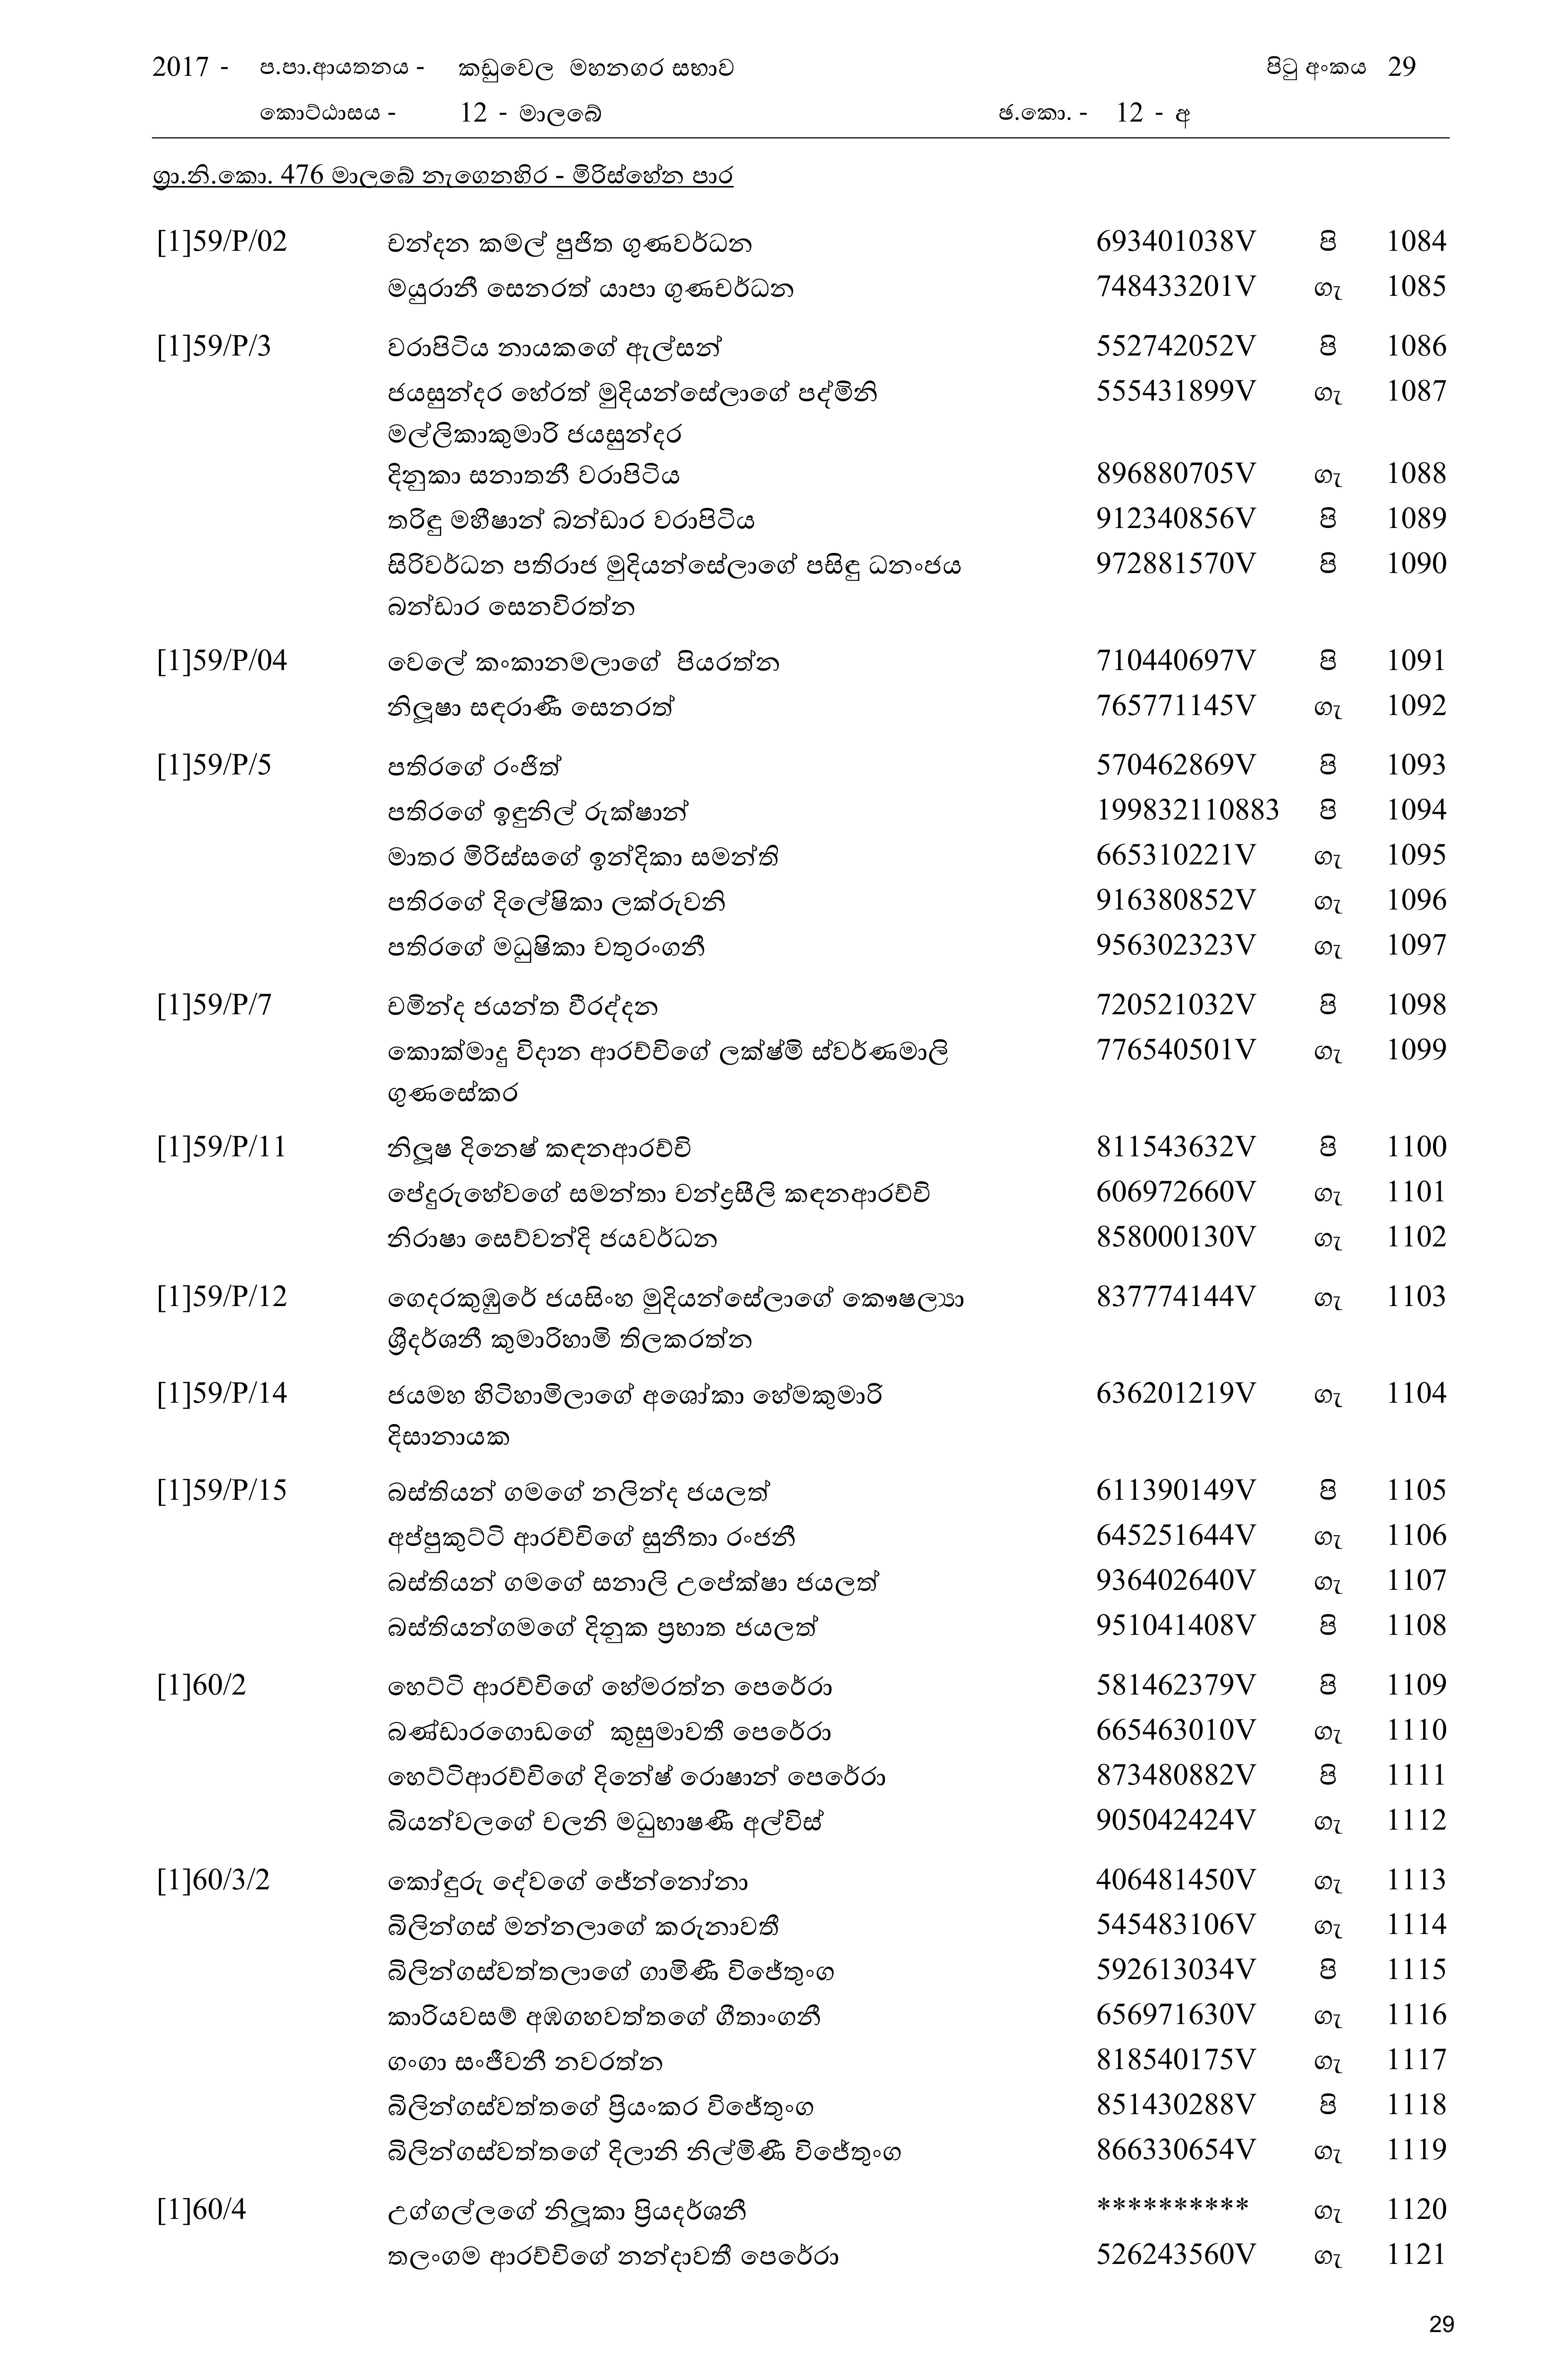 2017 - ප.පා.ආයතනය - කඩුවෙල මහනගර සභාව පිටු අංකය 29
කොට්ඨාසය - 12 - මාලබේ ඡ.කො. - 12 - අ
ග්‍රා.නි.කො. 476 මාලබේ නැගෙනහිර - මිරිස්හේන පාර
[1]59/P/02 චන්දන කමල් පුජිත ගුණවර්ධන 693401038V පි 1084
මයුරානී සෙනරත් යාපා ගුණචර්ධන 748433201V ගැ 1085
[1]59/P/3 වරාපිටිය නායකගේ ඇල්සන් 552742052V පි 1086
ජයසුන්දර හේරත් මුදියන්සේලාගේ පද්මිනි 555431899V ගැ 1087
මල්ලිකාකුමාරි ජයසුන්දර
දිනුකා සනාතනී වරාපිටිය 896880705V ගැ 1088
තරිඳු මහීෂාන් බන්ඩාර වරාපිටිය 912340856V පි 1089
සිරිවර්ධන පතිරාජ මුදියන්සේලාගේ පසිඳු ධනංජය 972881570V පි 1090
බන්ඩාර සෙනවිරත්න
[1]59/P/04 වෙලේ කංකානමලාගේ පියරත්න 710440697V පි 1091
නිලූෂා සඳරාණී සෙනරත් 765771145V ගැ 1092
[1]59/P/5 පතිරගේ රංජිත් 570462869V පි 1093
පතිරගේ ඉඳුනිල් රුක්ෂාන් 199832110883 පි 1094
මාතර මිරිස්සගේ ඉන්දිකා සමන්ති 665310221V ගැ 1095
පතිරගේ දිලේෂිකා ලක්රුවනි 916380852V ගැ 1096
පතිරගේ මධුෂිකා චතුරංගනී 956302323V ගැ 1097
[1]59/P/7 චමින්ද ජයන්ත වීරද්දන 720521032V පි 1098
කොක්මාදු විදාන ආරච්චිගේ ලක්ෂ්මි ස්වර්ණමාලි 776540501V ගැ 1099
ගුණසේකර
[1]59/P/11 නිලූෂ දිනෙෂ් කඳනආරච්චි 811543632V පි 1100
පේදුරුහේවගේ සමන්තා චන්ද්‍රසීලි කඳනආරච්චි 606972660V ගැ 1101
නිරාෂා සෙව්වන්දි ජයවර්ධන 858000130V ගැ 1102
[1]59/P/12 ගෙදරකුඹුරේ ජයසිංහ මුදියන්සේලාගේ කෞෂල්‍යා 837774144V ගැ 1103
ශ්‍රීදර්ශනී කුමාරිහාමි තිලකරත්න
[1]59/P/14 ජයමහ හිටිහාමිලාගේ අශෝකා හේමකුමාරි 636201219V ගැ 1104
දිසානායක
[1]59/P/15 බස්තියන් ගමගේ නලින්ද ජයලත් 611390149V පි 1105
අප්පුකුට්ටි ආරච්චිගේ සුනීතා රංජනී 645251644V ගැ 1106
බස්තියන් ගමගේ සනාලි උපේක්ෂා ජයලත් 936402640V ගැ 1107
බස්තියන්ගමගේ දිනුක ප්‍රභාත ජයලත් 951041408V පි 1108
[1]60/2 හෙට්ටි ආරච්චිගේ හේමරත්න පෙරේරා 581462379V පි 1109
බණ්ඩාරගොඩගේ කුසුමාවතී පෙරේරා 665463010V ගැ 1110
හෙට්ටිආරච්චිගේ දිනේෂ් රොෂාන් පෙරේරා 873480882V පි 1111
බියන්වලගේ චලනි මධුභාෂණී අල්විස් 905042424V ගැ 1112
[1]60/3/2 කෝඳුරු දේවගේ ජේන්නෝනා 406481450V ගැ 1113
බිලින්ගස් මන්නලාගේ කරුනාවතී 545483106V ගැ 1114
බිලින්ගස්වත්තලාගේ ගාමිණී විජේතුංග 592613034V පි 1115
කාරියවසම් අඹගහවත්තගේ ගීතාංගනී 656971630V ගැ 1116
ගංගා සංජීවනී නවරත්න 818540175V ගැ 1117
බිලින්ගස්වත්තගේ ප්‍රියංකර විජේතුංග 851430288V පි 1118
බිලින්ගස්වත්තගේ දිලානි නිල්මිණී විජේතුංග 866330654V ගැ 1119
[1]60/4 උග්ගල්ලගේ නිලූකා ප්‍රියදර්ශනී ********** ගැ 1120
තලංගම ආරච්චිගේ නන්දාවතී පෙරේරා 526243560V ගැ 1121
29